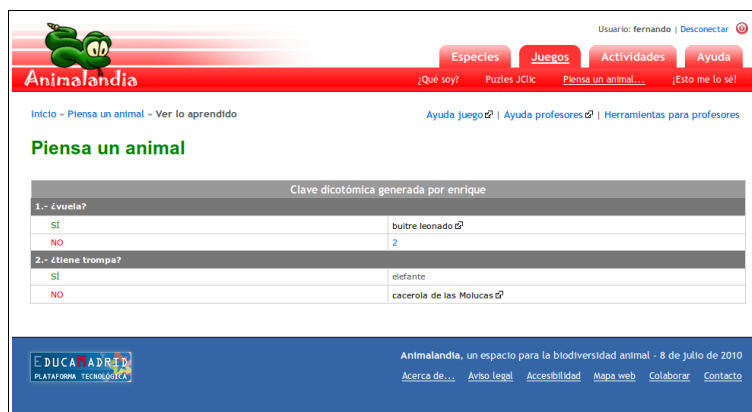 Usuario: fernando | Desconectar
Animalandia
Especies Juegos Actividades Ayuda
¿Qué soy? Puzles JClic Piensa un animal... ¡Esto me lo sé!
Inicio - Piensa un animal - Ver lo aprendido
Ayuda juego | Ayuda profesores | Herramientas para profesores
Piensa un animal
Clave dicotómica generada por enrique
1.- ¿vuela?
SÍ buitre leonado
NO 2
2.- ¿tiene trompa?
SÍ elefante
NO cacerola de las Molucas
EDUCAMADRID
PLATAFORMA TECNOLÓGICA
Animalandia, un espacio para la biodiversidad animal - 8 de julio de 2010
Acerca de... Aviso legal Accesibilidad Mapa web Colaborar Contacto